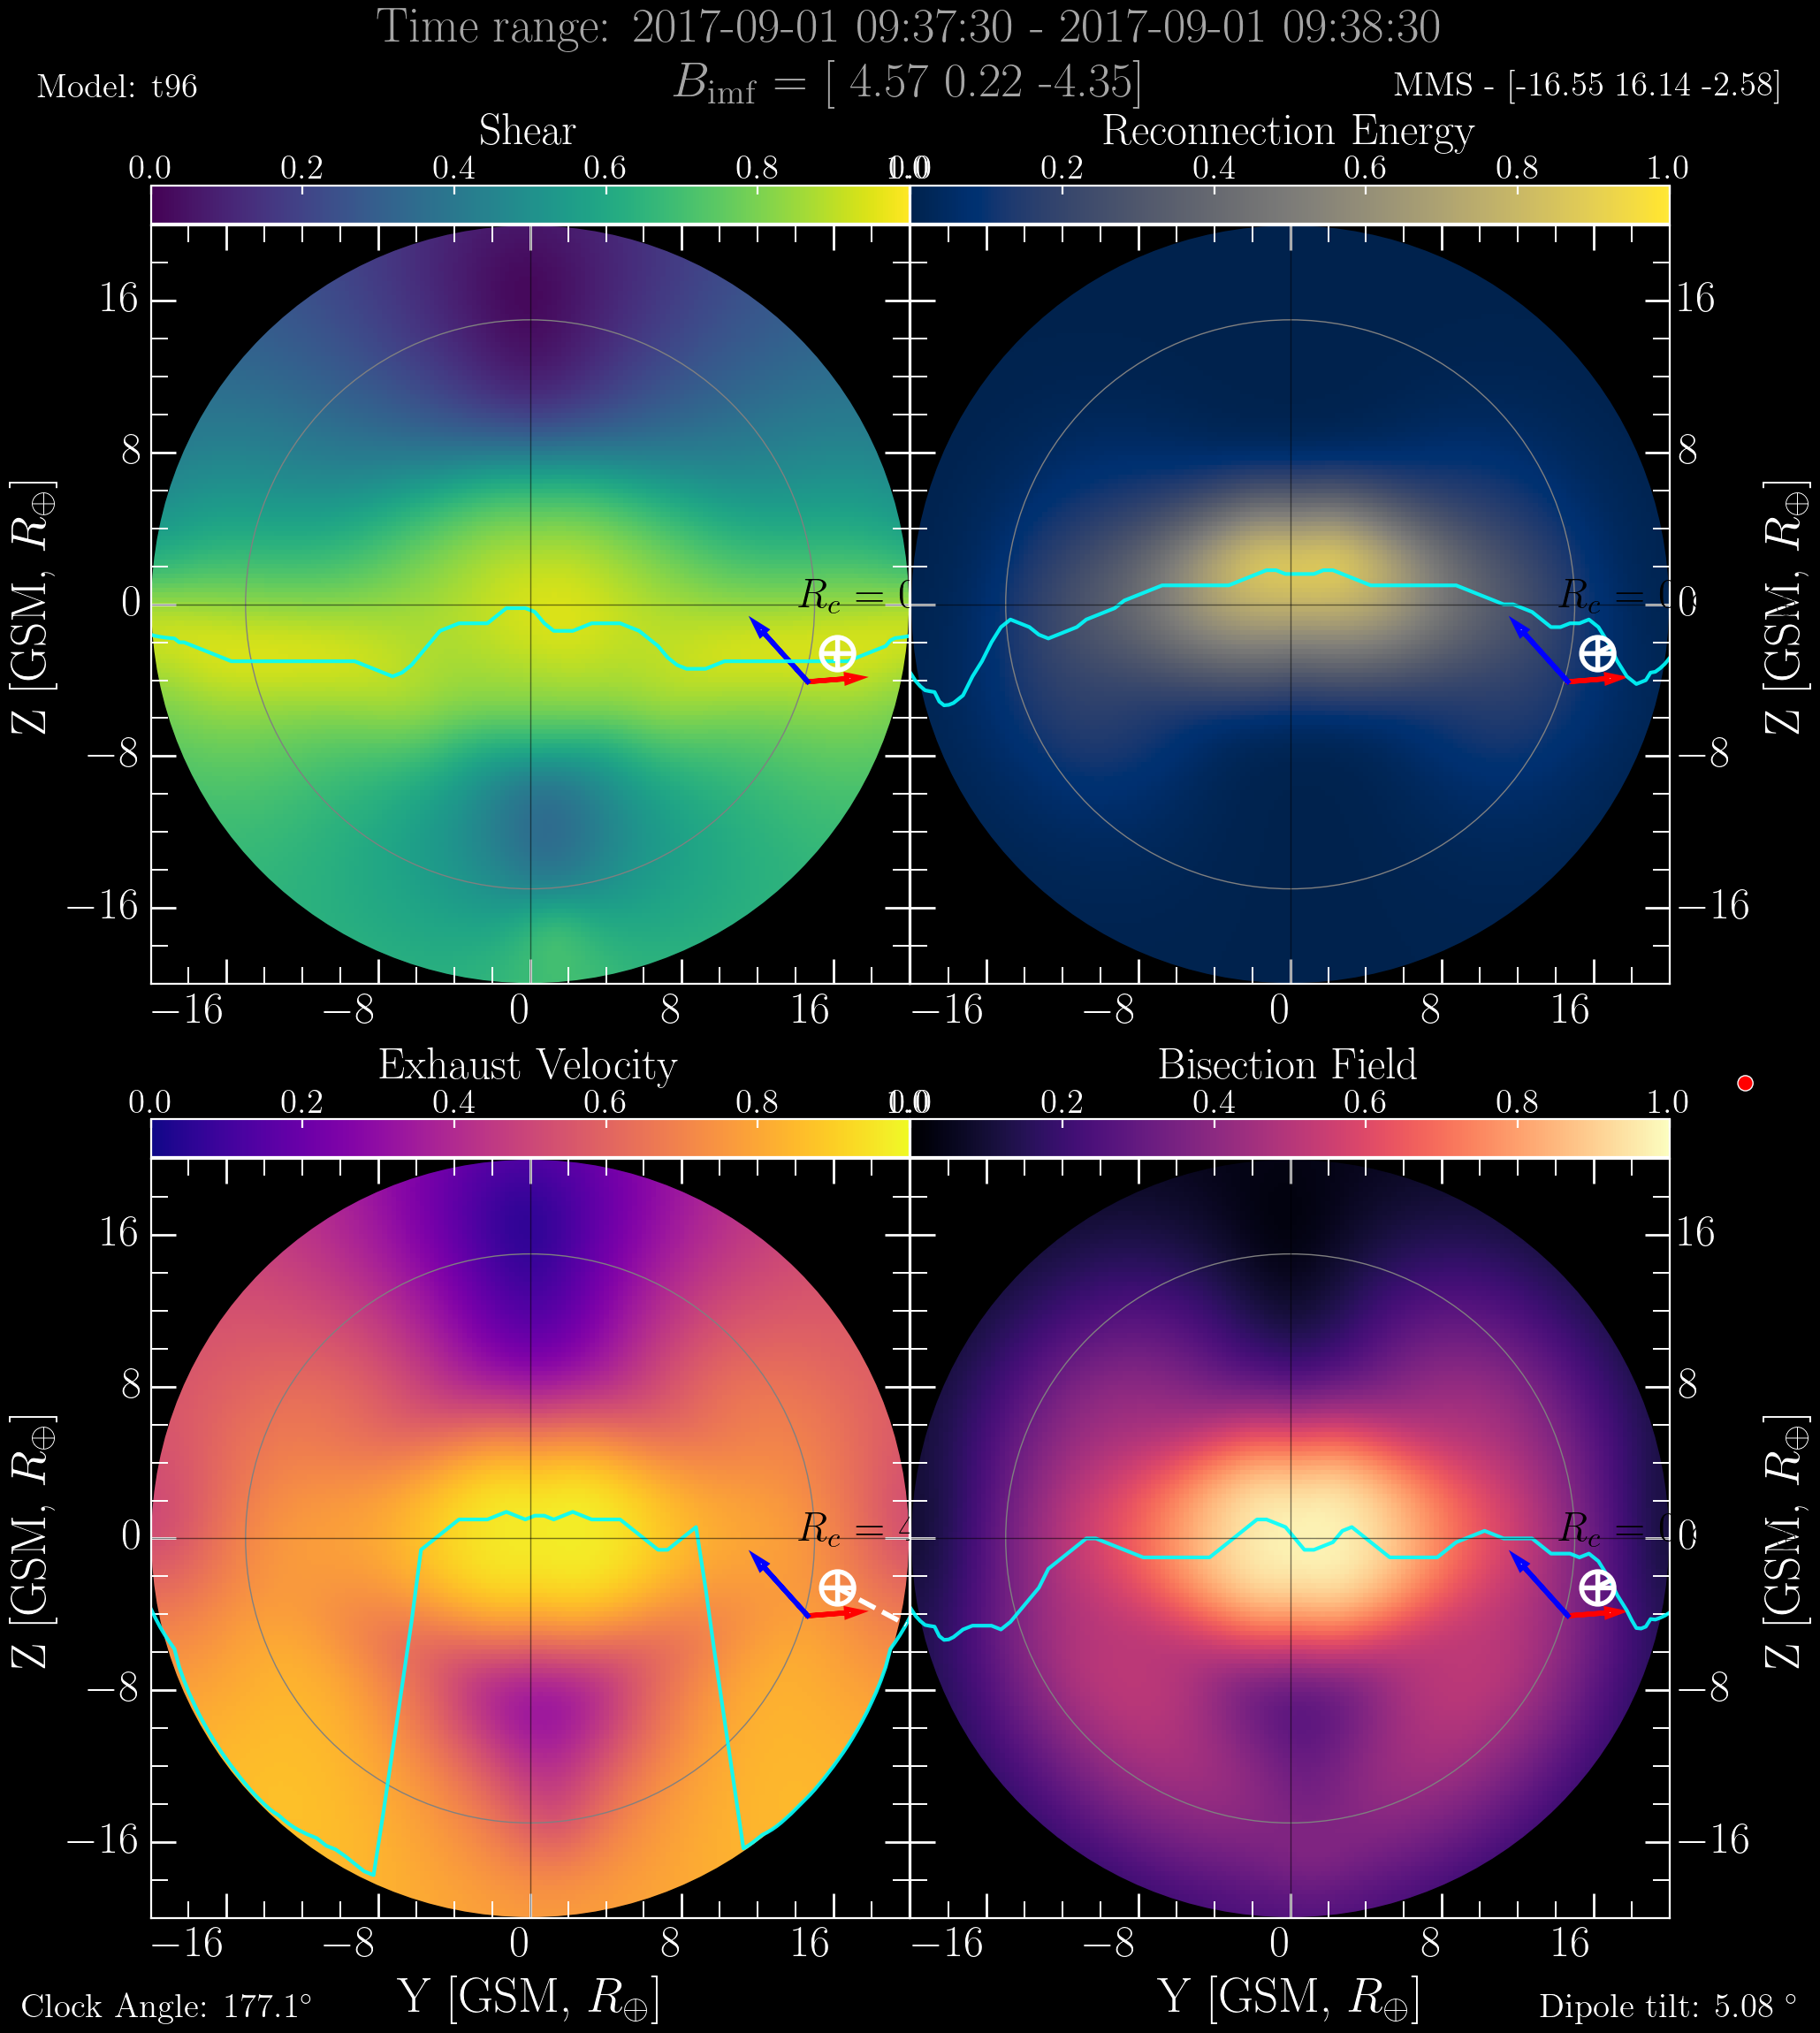 Time range: 2017-09-01 09:37:30 - 2017-09-01 09:38:30
Model: t96
B_imf = [ 4.57 0.22 -4.35]
MMS - [-16.55 16.14 -2.58]
Shear
Reconnection Energy
0.0 0.2 0.4 0.6 0.8 1.0
0.0 0.2 0.4 0.6 0.8 1.0
16
8
0
−8
−16
Z [GSM, R⊕]
R_c = 0
R_c = 0
16
8
0
−8
−16
Z [GSM, R⊕]
−16 −8 0 8 16
−16 −8 0 8 16
Exhaust Velocity
Bisection Field
0.0 0.2 0.4 0.6 0.8 1.0
0.0 0.2 0.4 0.6 0.8 1.0
16
8
0
−8
−16
Z [GSM, R⊕]
R_c = 4
R_c = 0
16
8
0
−8
−16
Z [GSM, R⊕]
−16 −8 0 8 16
−16 −8 0 8 16
Y [GSM, R⊕]
Y [GSM, R⊕]
Clock Angle: 177.1°
Dipole tilt: 5.08 °